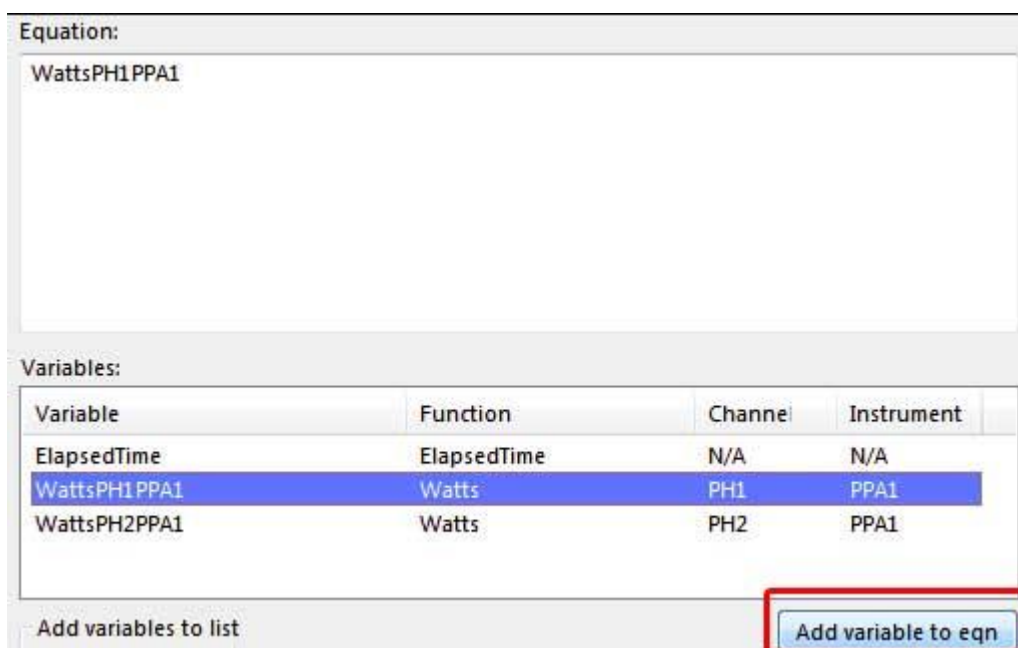 Equation:
WattsPH1PPA1
Variables:
Variable Function Channel Instrument
ElapsedTime ElapsedTime N/A N/A
WattsPH1PPA1 Watts PH1 PPA1
WattsPH2PPA1 Watts PH2 PPA1
Add variables to list Add variable to eqn